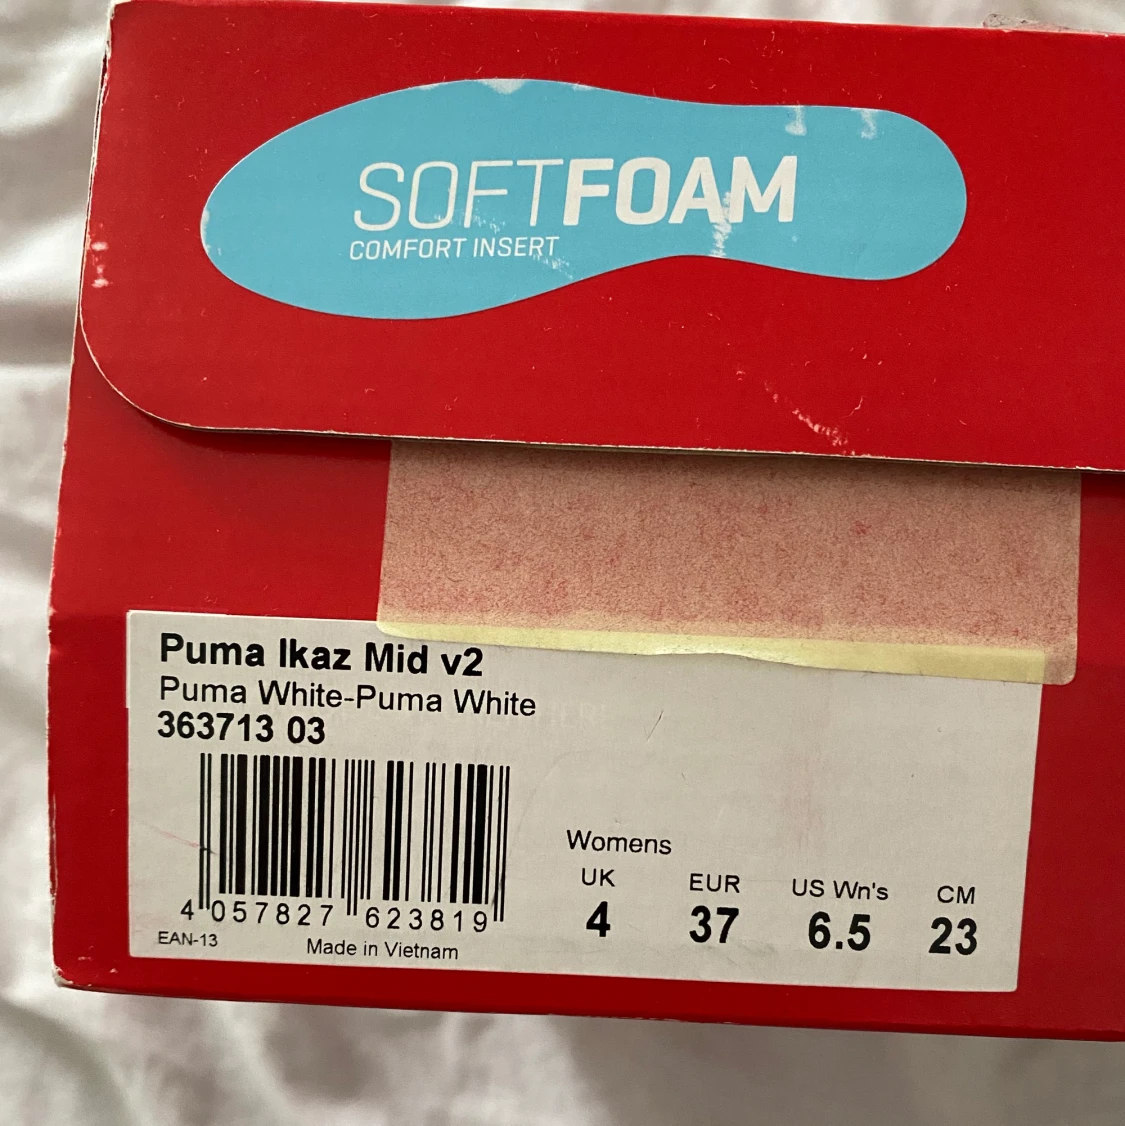 SOFTFOAM
COMFORT INSERT
Puma Ikaz Mid v2
Puma White-Puma White
363713 03
4 057827 623819
EAN-13
Made in Vietnam
Womens
UK EUR US Wn's CM
4 37 6.5 23